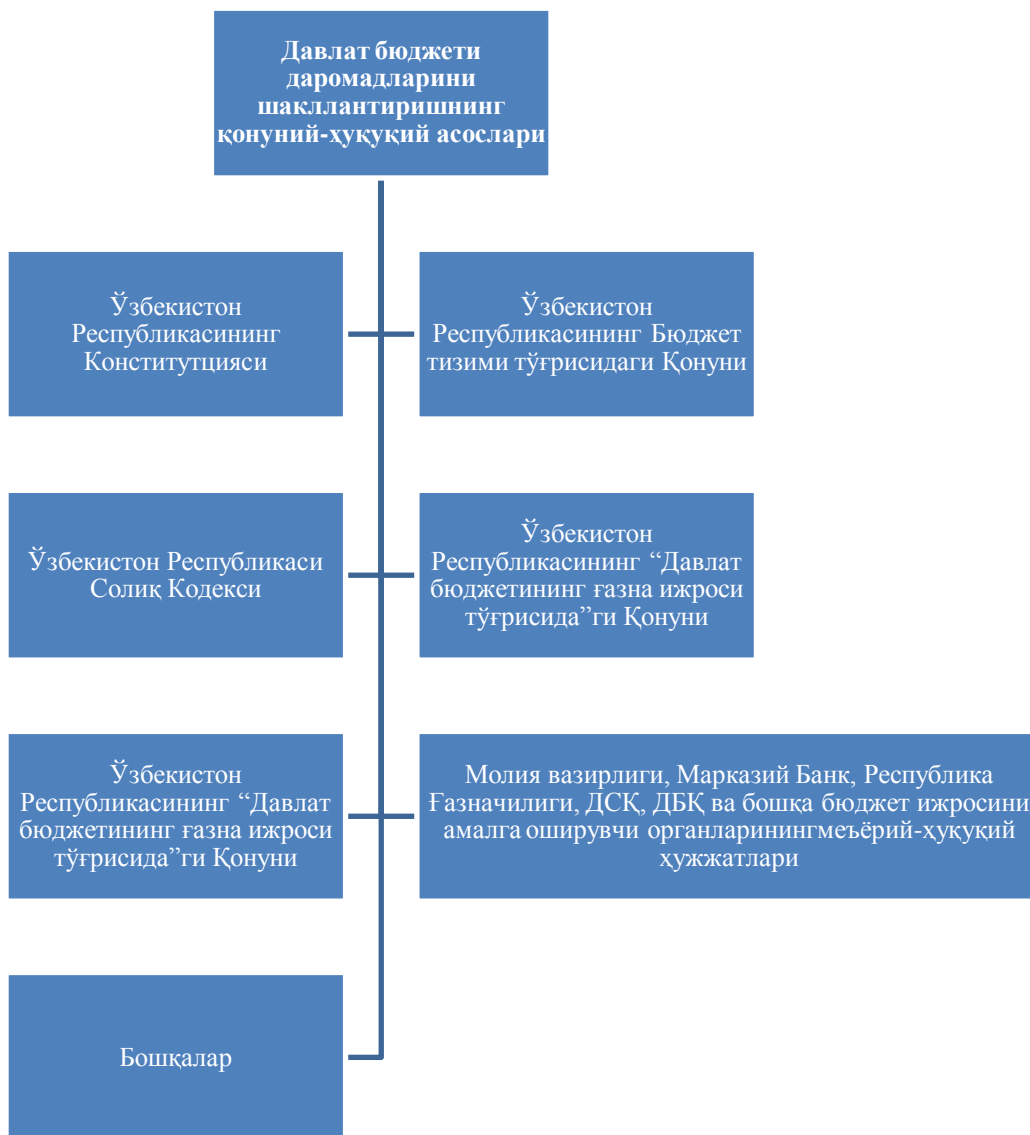 Давлат бюджети
даромадларини
шакллантиришнинг
қонуний-ҳуқуқий асослари
Ўзбекистон
Республикасининг
Конститутцияси
Ўзбекистон
Республикасининг Бюджет
тизими тўғрисидаги Қонуни
Ўзбекистон Республикаси
Солиқ Кодекси
Ўзбекистон
Республикасининг “Давлат
бюджетининг ғазна ижроси
тўғрисида”ги Қонуни
Ўзбекистон
Республикасининг “Давлат
бюджетининг ғазна ижроси
тўғрисида”ги Қонуни
Молия вазирлиги, Марказий Банк, Республика
Ғазначилиги, ДСҚ, ДБҚ ва бошқа бюджет ижросини
амалга оширувчи органларинингмеъёрий-ҳуқуқий
ҳужжатлари
Бошқалар